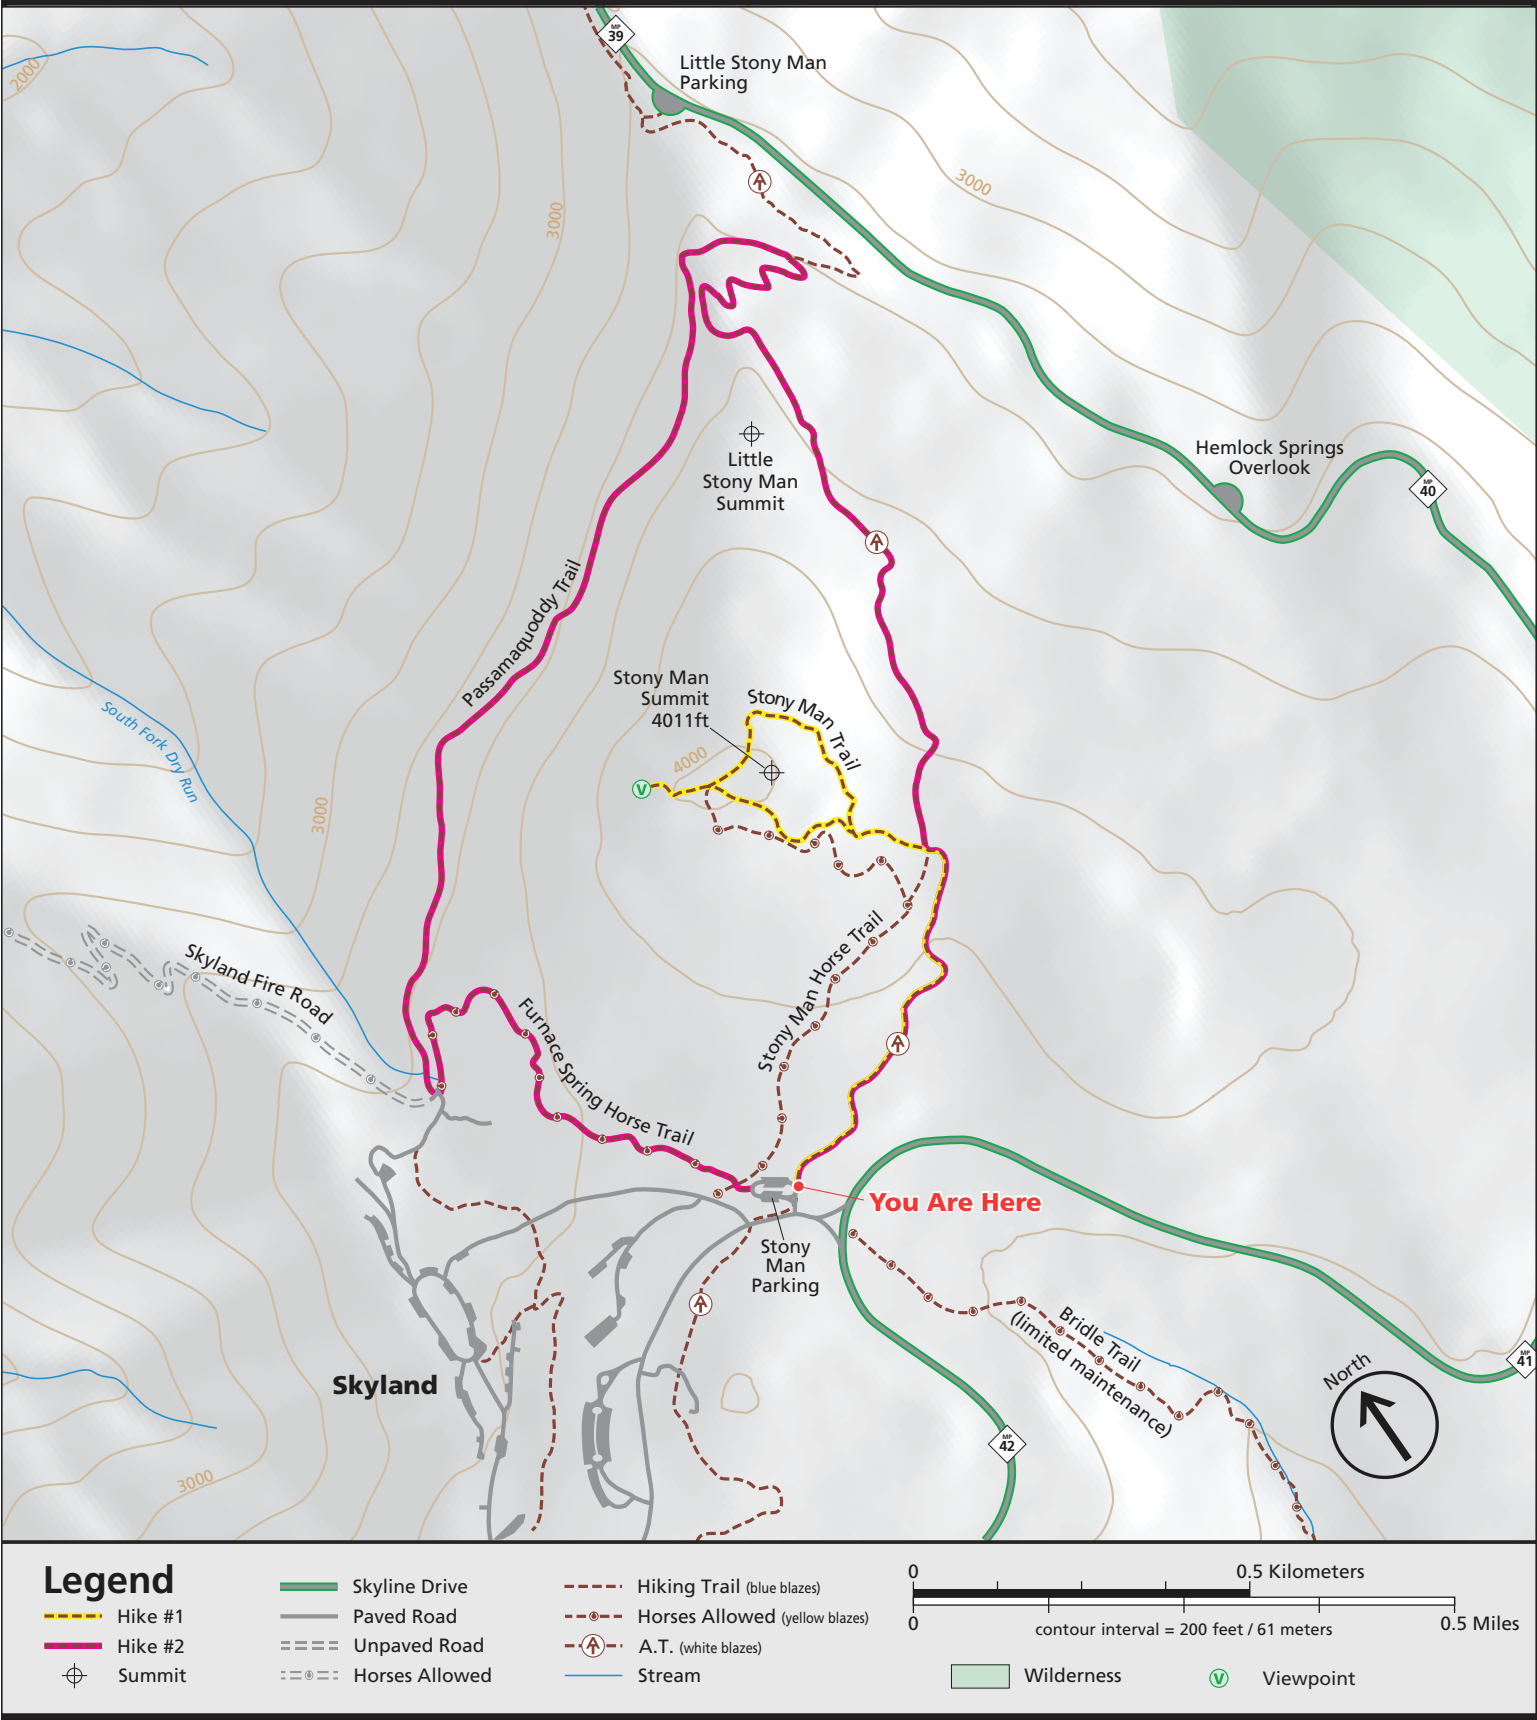 MP
39
Little Stony Man
Parking
2000
3000
3000
Hemlock Springs
Overlook
MP
40
Little
Stony Man
Summit
Passamaquoddy Trail
Stony Man
Summit
4011ft
Stony Man Trail
4000
V
South Fork Dry Run
3000
Skyland Fire Road
Stony Man Horse Trail
Furnace Spring Horse Trail
You Are Here
Stony
Man
Parking
Bridle Trail
(limited maintenance)
MP
41
North
Skyland
MP
42
3000
Legend
Hike #1
Hike #2
Summit
Skyline Drive
Paved Road
Unpaved Road
Horses Allowed
Hiking Trail (blue blazes)
Horses Allowed (yellow blazes)
A.T. (white blazes)
Stream
0 0.5 Kilometers
0 0.5 Miles
contour interval = 200 feet / 61 meters
Wilderness
V Viewpoint